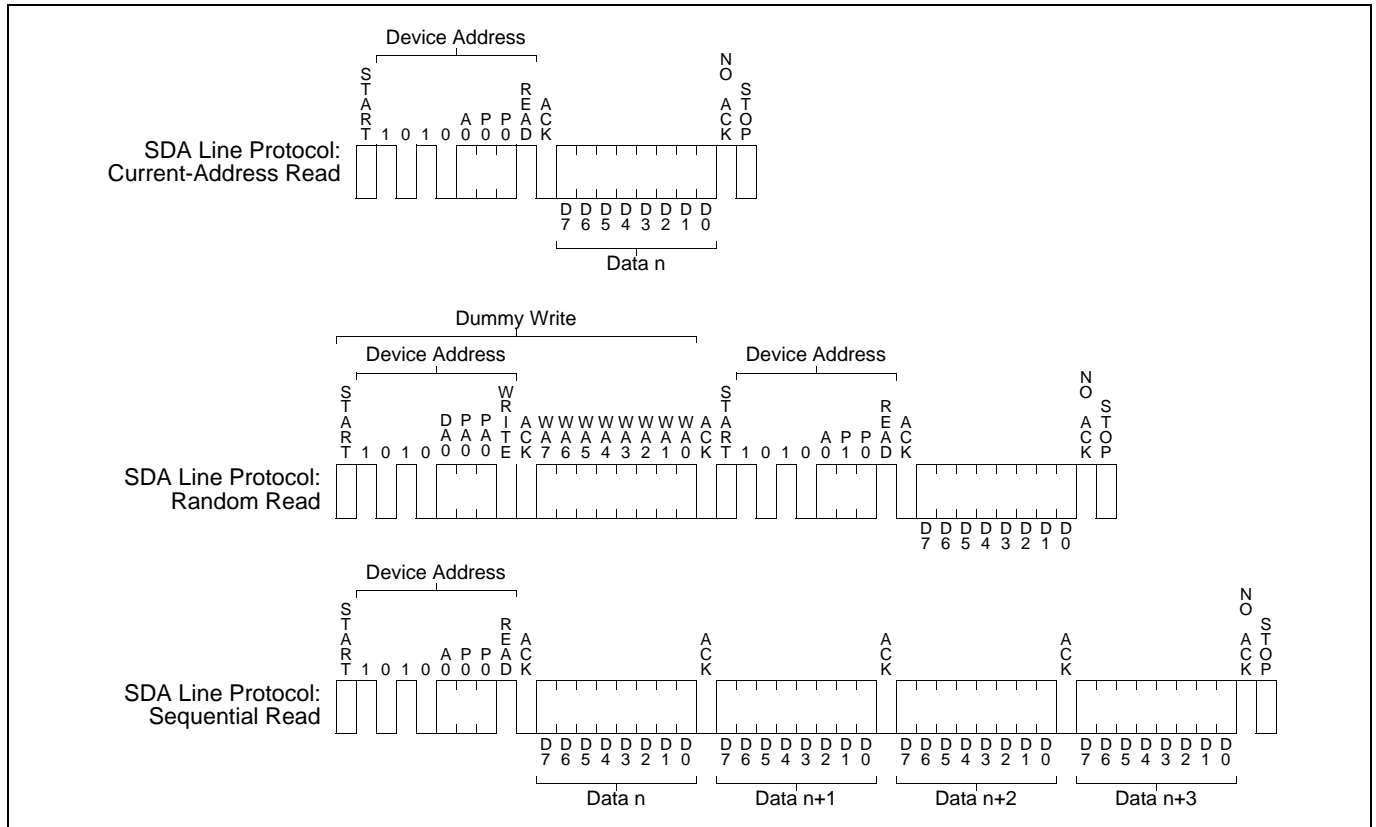 Device Address
START 1 0 1 0 A0 P0 P0 READ ACK NO ACK STOP
SDA Line Protocol:
Current-Address Read
D7 D6 D5 D4 D3 D2 D1 D0
Data n
Dummy Write
Device Address Device Address
START 1 0 1 0 DA0 PA0 PA0 WRITE ACK WA7 WA6 WA5 WA4 WA3 WA2 WA1 WA0 ACK START 1 0 1 0 A0 P1 P0 READ ACK NO ACK STOP
SDA Line Protocol:
Random Read
D7 D6 D5 D4 D3 D2 D1 D0
Device Address
START 1 0 1 0 A0 P0 P0 READ ACK ACK ACK ACK NO ACK STOP
SDA Line Protocol:
Sequential Read
D7 D6 D5 D4 D3 D2 D1 D0 D7 D6 D5 D4 D3 D2 D1 D0 D7 D6 D5 D4 D3 D2 D1 D0 D7 D6 D5 D4 D3 D2 D1 D0
Data n Data n+1 Data n+2 Data n+3